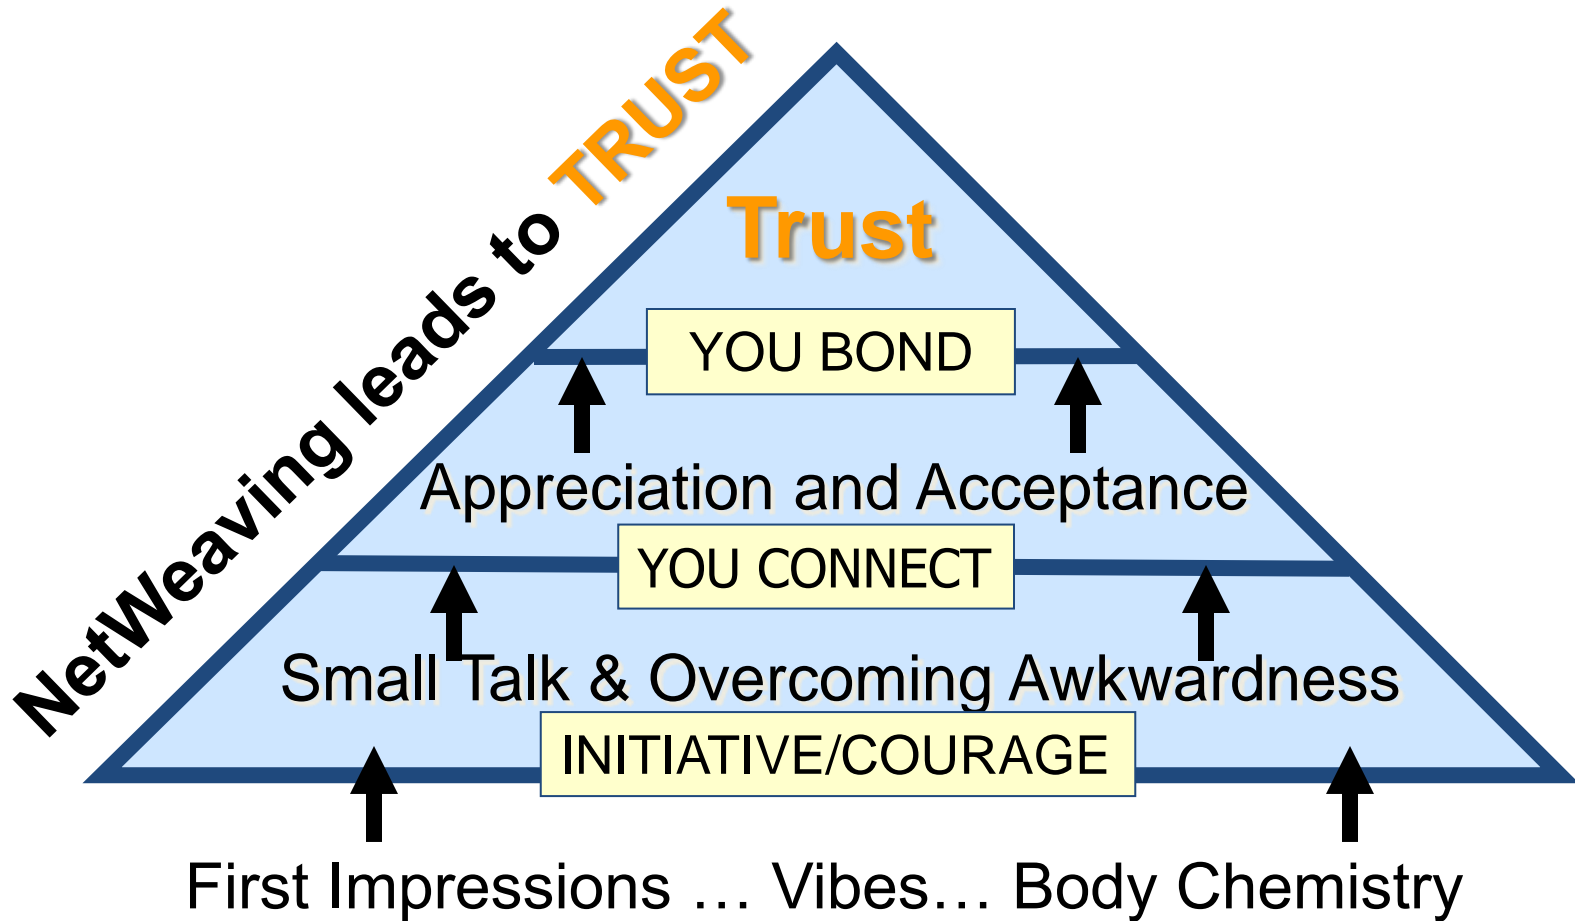 NetWeaving leads to TRUST
Trust
YOU BOND
Appreciation and Acceptance
YOU CONNECT
Small Talk & Overcoming Awkwardness
INITIATIVE/COURAGE
First Impressions … Vibes… Body Chemistry